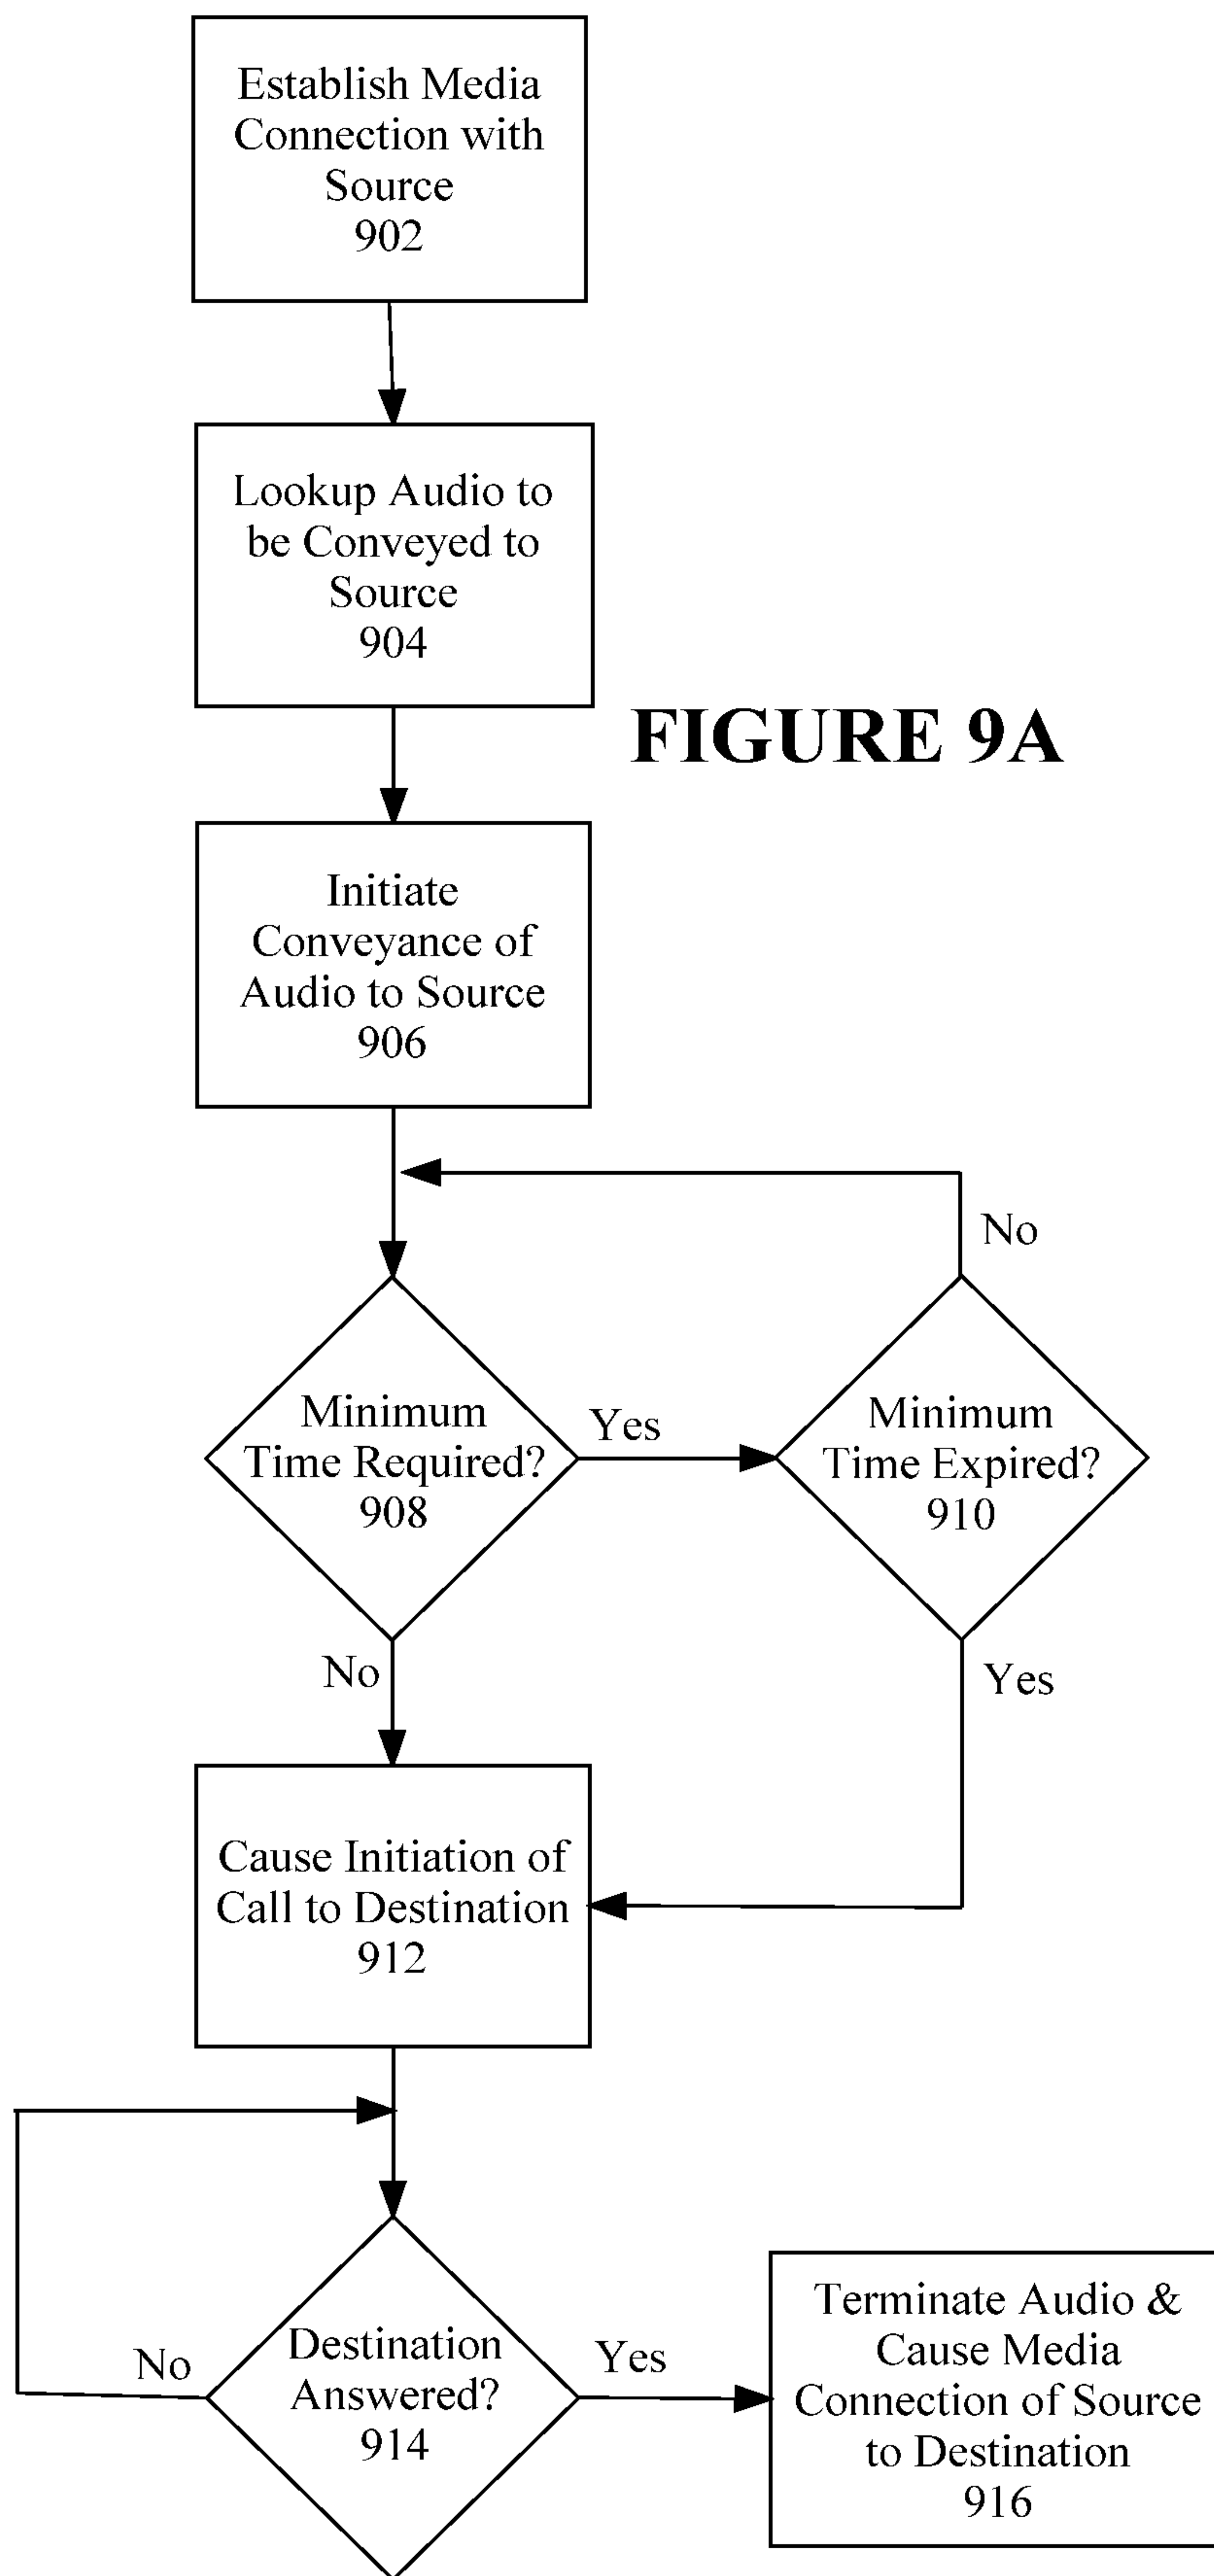 Establish Media
Connection with
Source
902
Lookup Audio to
be Conveyed to
Source
904
FIGURE 9A
Initiate
Conveyance of
Audio to Source
906
No
Minimum
Time Required?
908
Yes
Minimum
Time Expired?
910
No
Yes
Cause Initiation of
Call to Destination
912
No
Destination
Answered?
914
Yes
Terminate Audio &
Cause Media
Connection of Source
to Destination
916